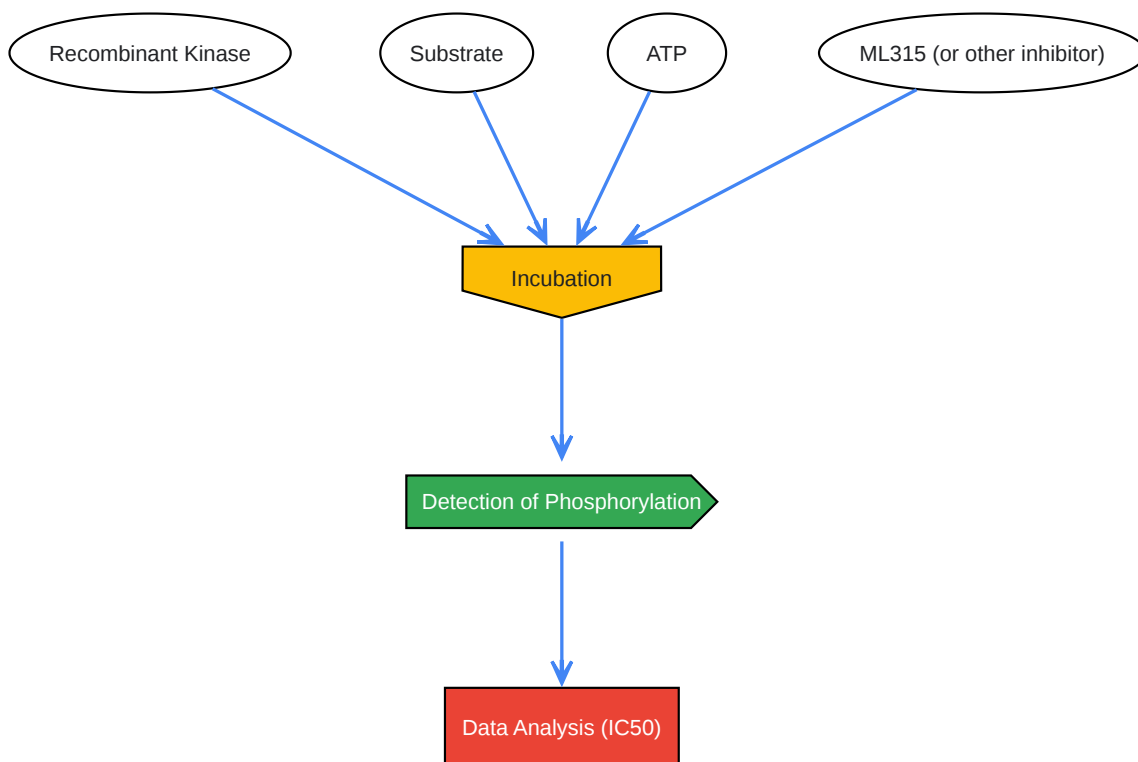 Recombinant Kinase
Substrate
ATP
ML315 (or other inhibitor)
Incubation
Detection of Phosphorylation
Data Analysis (IC50)